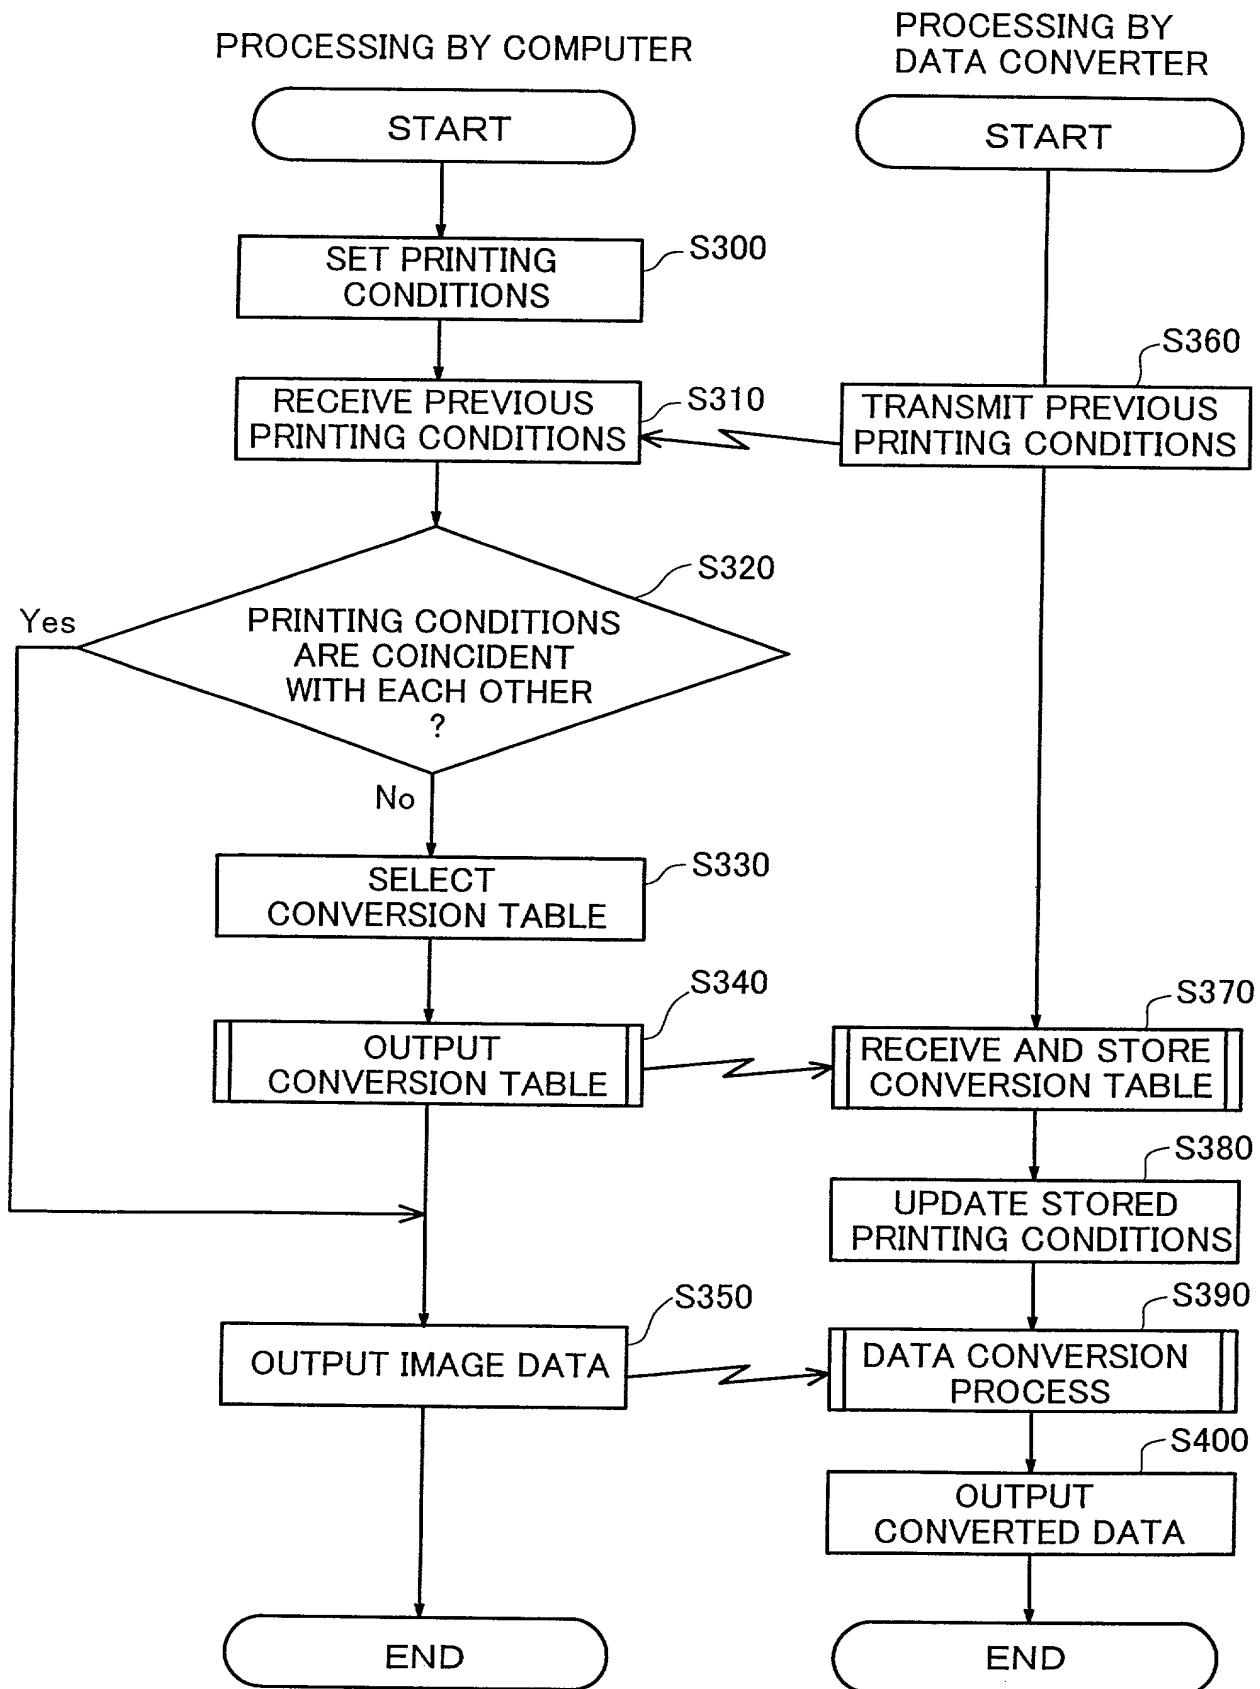 PROCESSING BY COMPUTER
START
SET PRINTING
CONDITIONS
S300
RECEIVE PREVIOUS
PRINTING CONDITIONS
S310
PRINTING CONDITIONS
ARE COINCIDENT
WITH EACH OTHER
?
S320
Yes
No
SELECT
CONVERSION TABLE
S330
OUTPUT
CONVERSION TABLE
S340
OUTPUT IMAGE DATA
S350
END
PROCESSING BY
DATA CONVERTER
START
S360
TRANSMIT PREVIOUS
PRINTING CONDITIONS
S370
RECEIVE AND STORE
CONVERSION TABLE
S380
UPDATE STORED
PRINTING CONDITIONS
S390
DATA CONVERSION
PROCESS
S400
OUTPUT
CONVERTED DATA
END